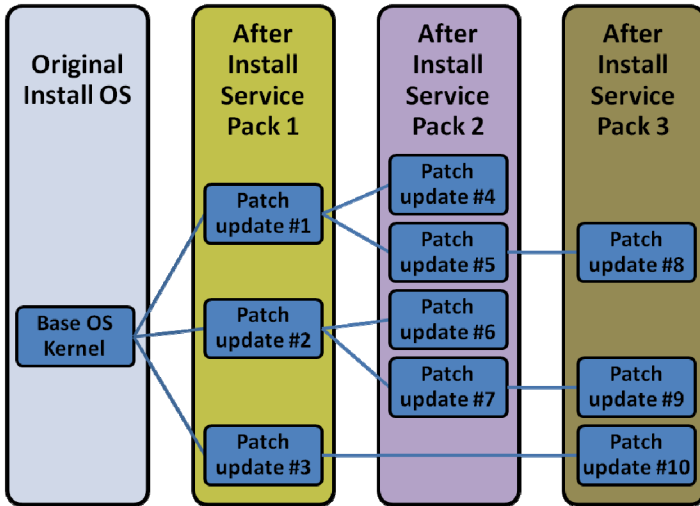 Original
Install OS
Base OS
Kernel
After
Install
Service
Pack 1
Patch
update #1
Patch
update #2
Patch
update #3
After
Install
Service
Pack 2
Patch
update #4
Patch
update #5
Patch
update #6
Patch
update #7
After
Install
Service
Pack 3
Patch
update #8
Patch
update #9
Patch
update #10